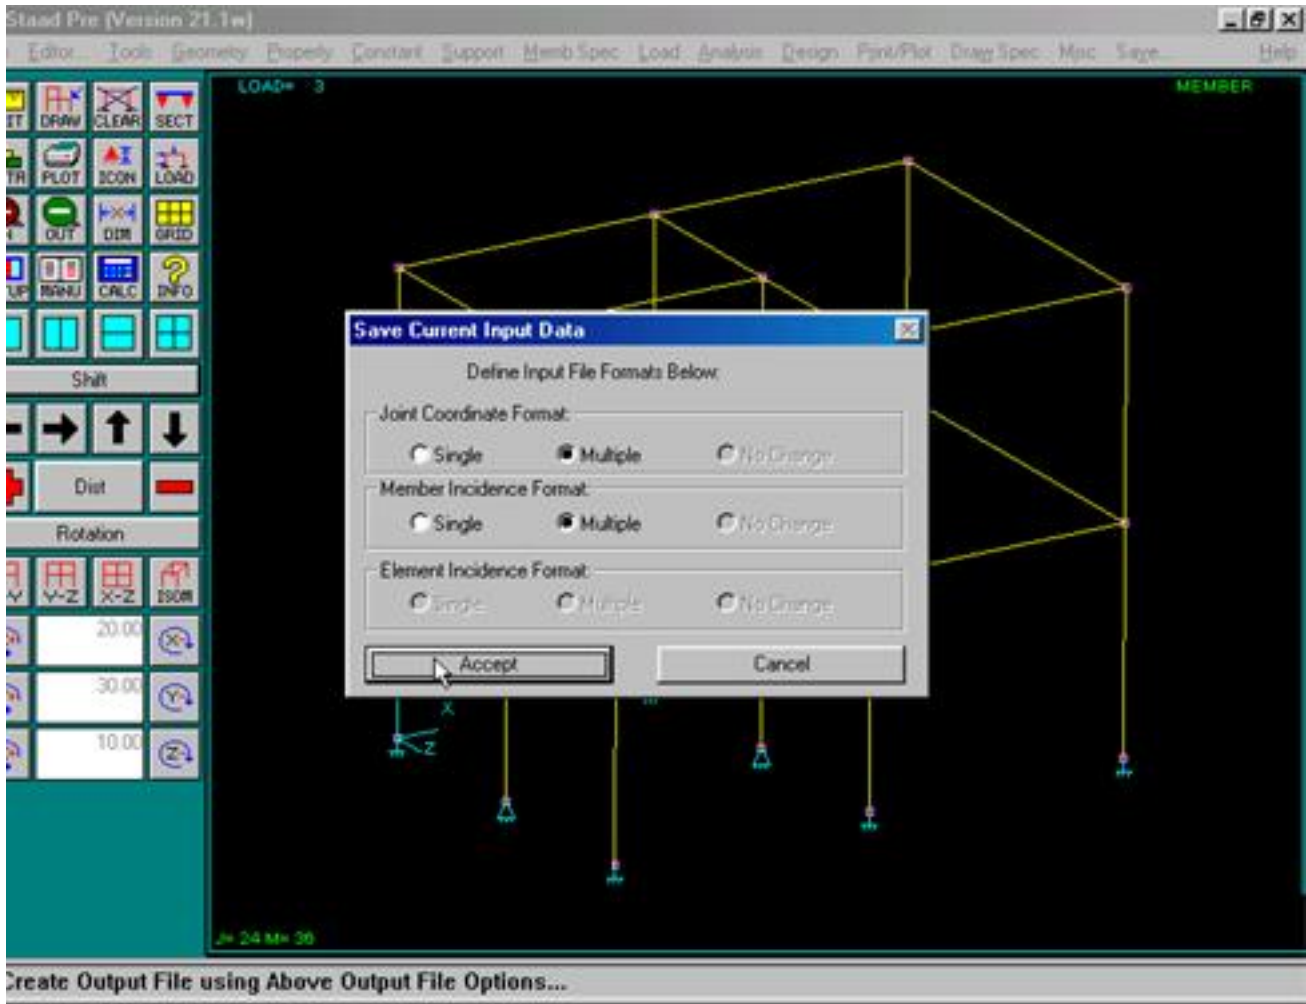 Staad Pre (Version 21.1w)
Editor Tools Geometry Property Constant Support Memb Spec Load Analysis Design Print/Plot Draw Spec Misc Save Help
LOAD= 3 MEMBER
DRAW CLEAR SECT
PLOT ICON LOAD
OUT DIM GRID
MANU CALC INFO
Shift
Dist
Rotation
Y-Z X-Z ISOM
20.00 X
30.00 Y
10.00 Z
Save Current Input Data
Define Input File Formats Below:
Joint Coordinate Format:
Single Multiple No Change
Member Incidence Format:
Single Multiple No Change
Element Incidence Format:
Single Multiple No Change
Accept Cancel
X
Z
J= 24 M= 36
Create Output File using Above Output File Options...